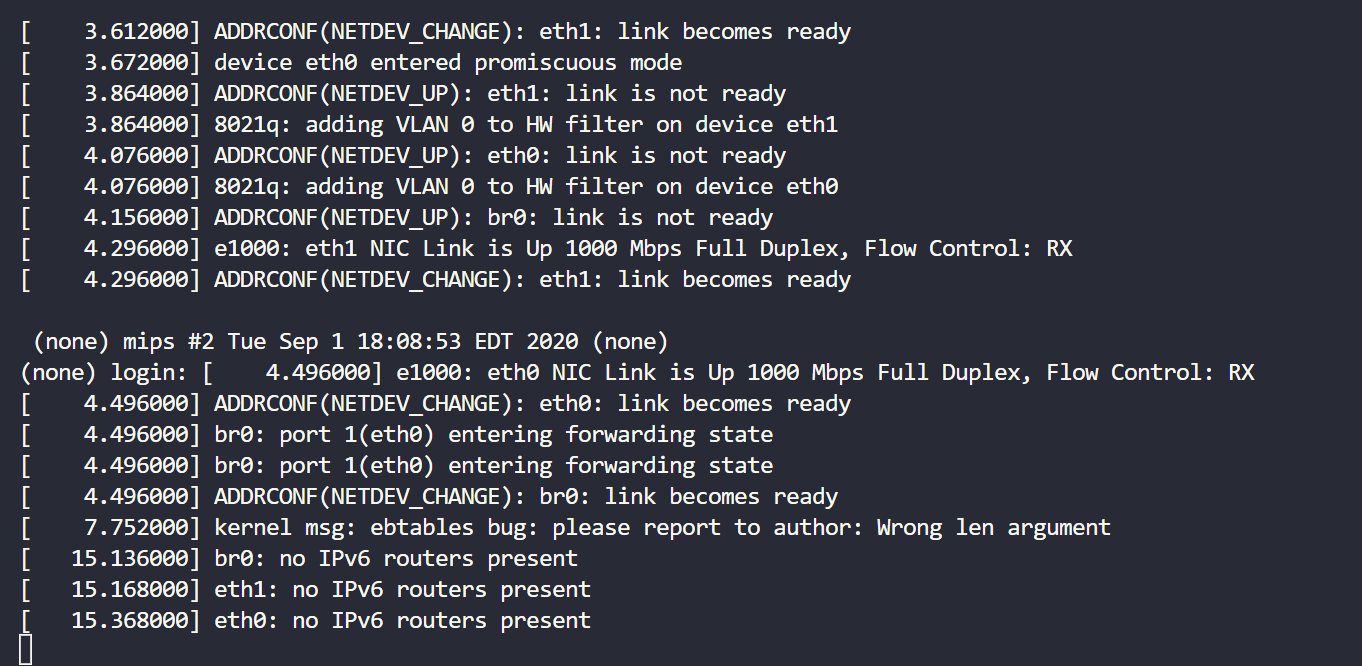 [    3.612000] ADDRCONF(NETDEV_CHANGE): eth1: link becomes ready
[    3.672000] device eth0 entered promiscuous mode
[    3.864000] ADDRCONF(NETDEV_UP): eth1: link is not ready
[    3.864000] 8021q: adding VLAN 0 to HW filter on device eth1
[    4.076000] ADDRCONF(NETDEV_UP): eth0: link is not ready
[    4.076000] 8021q: adding VLAN 0 to HW filter on device eth0
[    4.156000] ADDRCONF(NETDEV_UP): br0: link is not ready
[    4.296000] e1000: eth1 NIC Link is Up 1000 Mbps Full Duplex, Flow Control: RX
[    4.296000] ADDRCONF(NETDEV_CHANGE): eth1: link becomes ready
 (none) mips #2 Tue Sep 1 18:08:53 EDT 2020 (none)
(none) login: [    4.496000] e1000: eth0 NIC Link is Up 1000 Mbps Full Duplex, Flow Control: RX
[    4.496000] ADDRCONF(NETDEV_CHANGE): eth0: link becomes ready
[    4.496000] br0: port 1(eth0) entering forwarding state
[    4.496000] br0: port 1(eth0) entering forwarding state
[    4.496000] ADDRCONF(NETDEV_CHANGE): br0: link becomes ready
[    7.752000] kernel msg: ebtables bug: please report to author: Wrong len argument
[   15.136000] br0: no IPv6 routers present
[   15.168000] eth1: no IPv6 routers present
[   15.368000] eth0: no IPv6 routers present